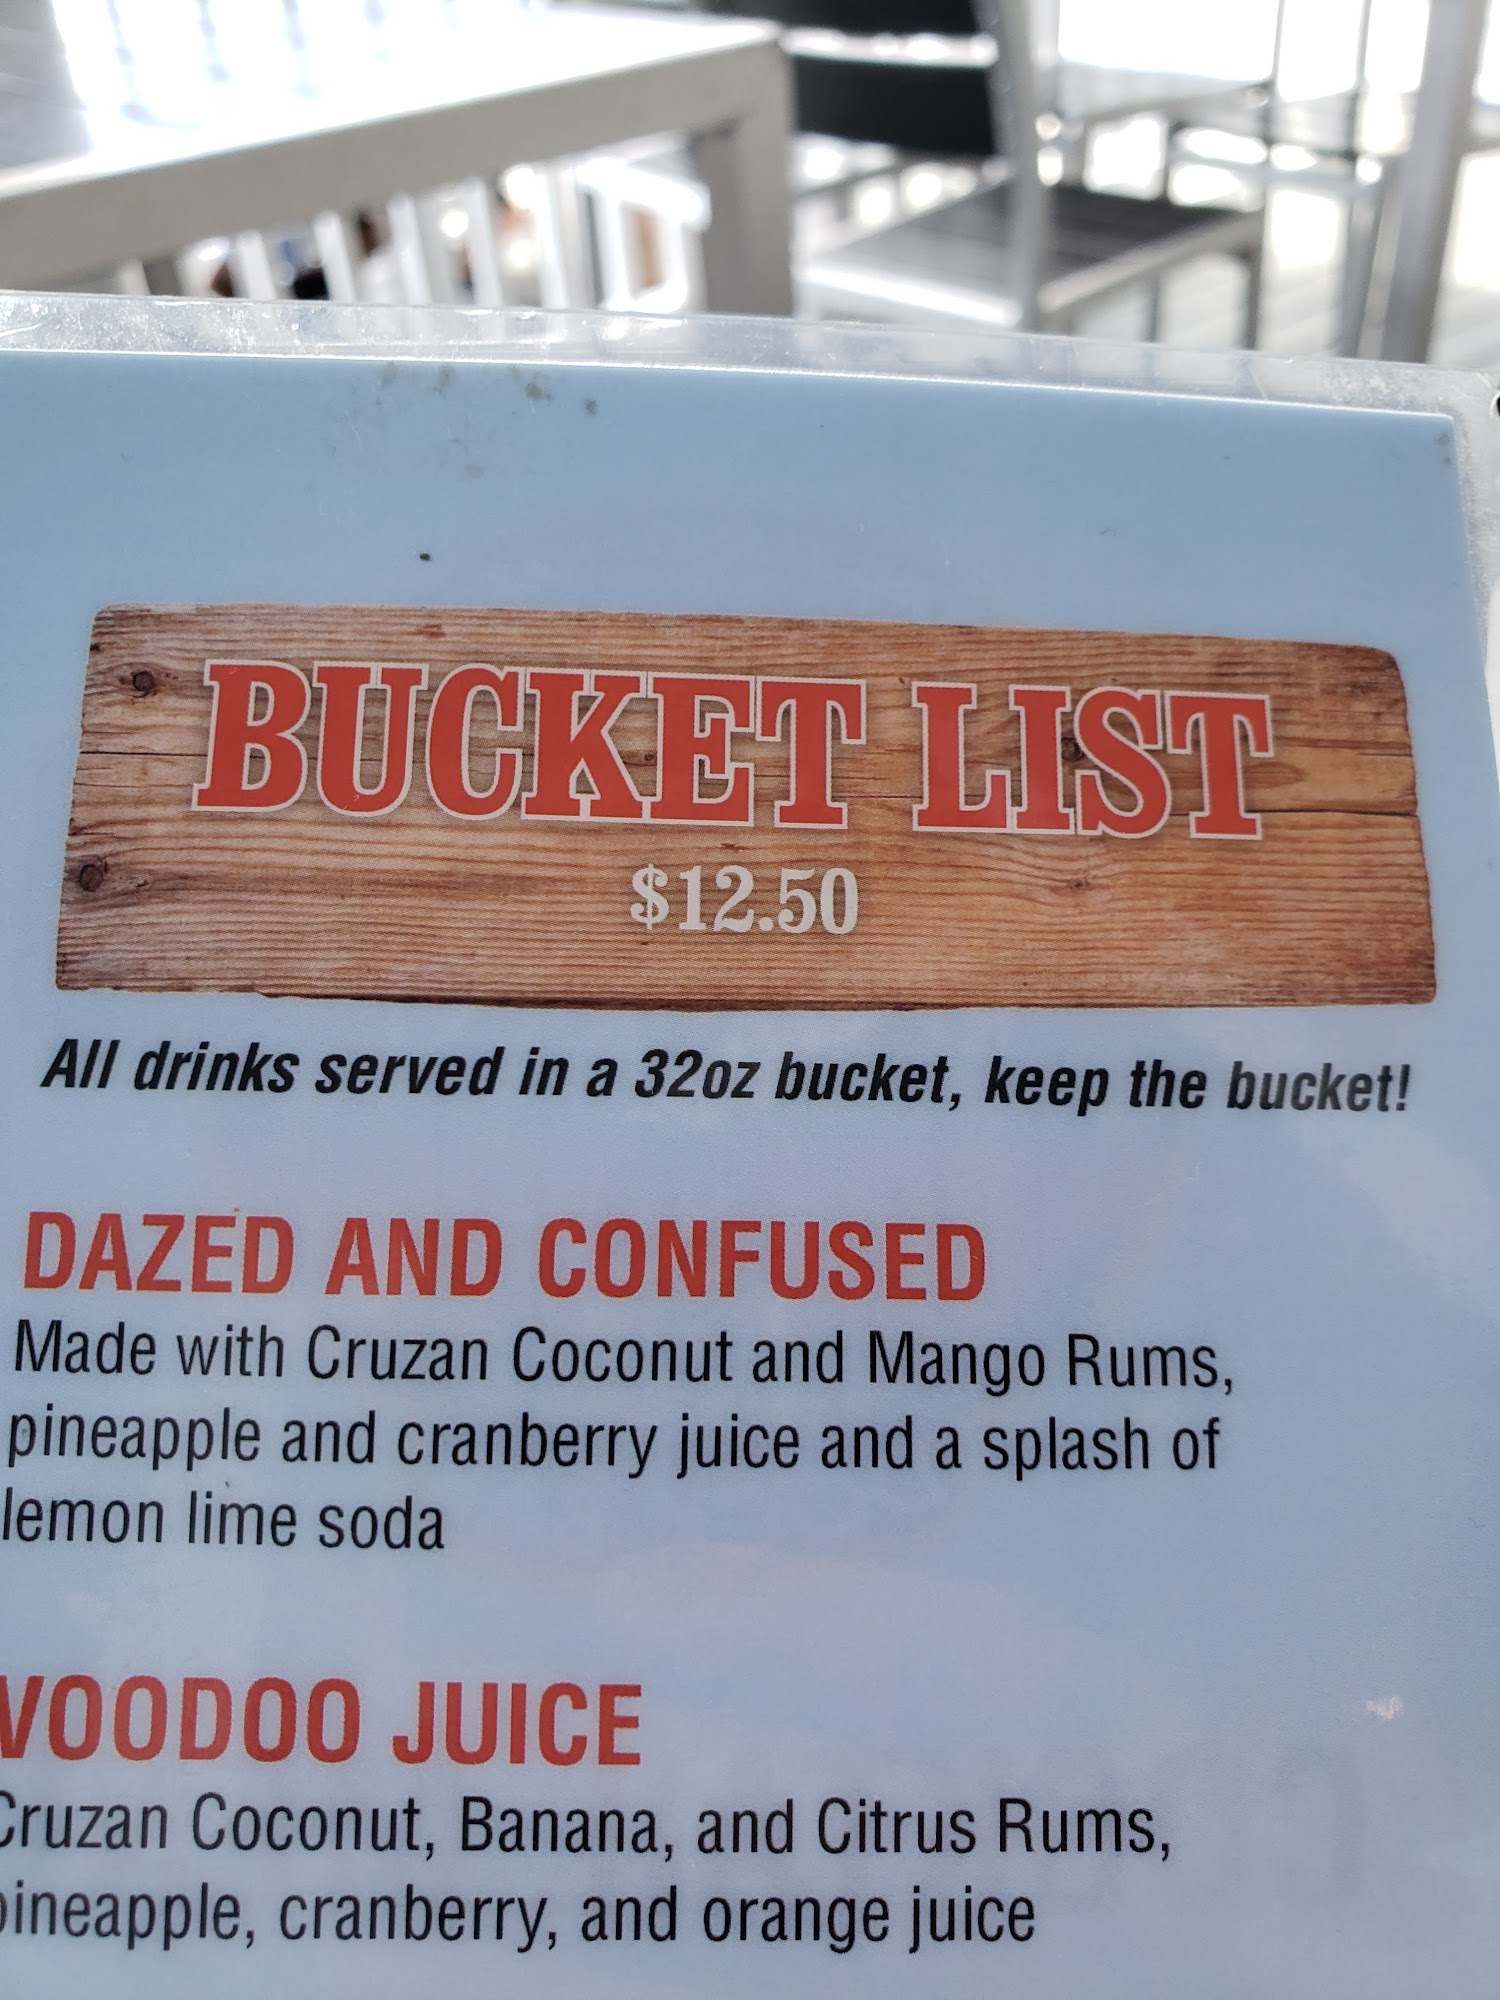 BUCKET LIST
$12.50
All drinks served in a 32oz bucket, keep the bucket!
DAZED AND CONFUSED
Made with Cruzan Coconut and Mango Rums,
pineapple and cranberry juice and a splash of
lemon lime soda
VOODOO JUICE
Cruzan Coconut, Banana, and Citrus Rums,
pineapple, cranberry, and orange juice